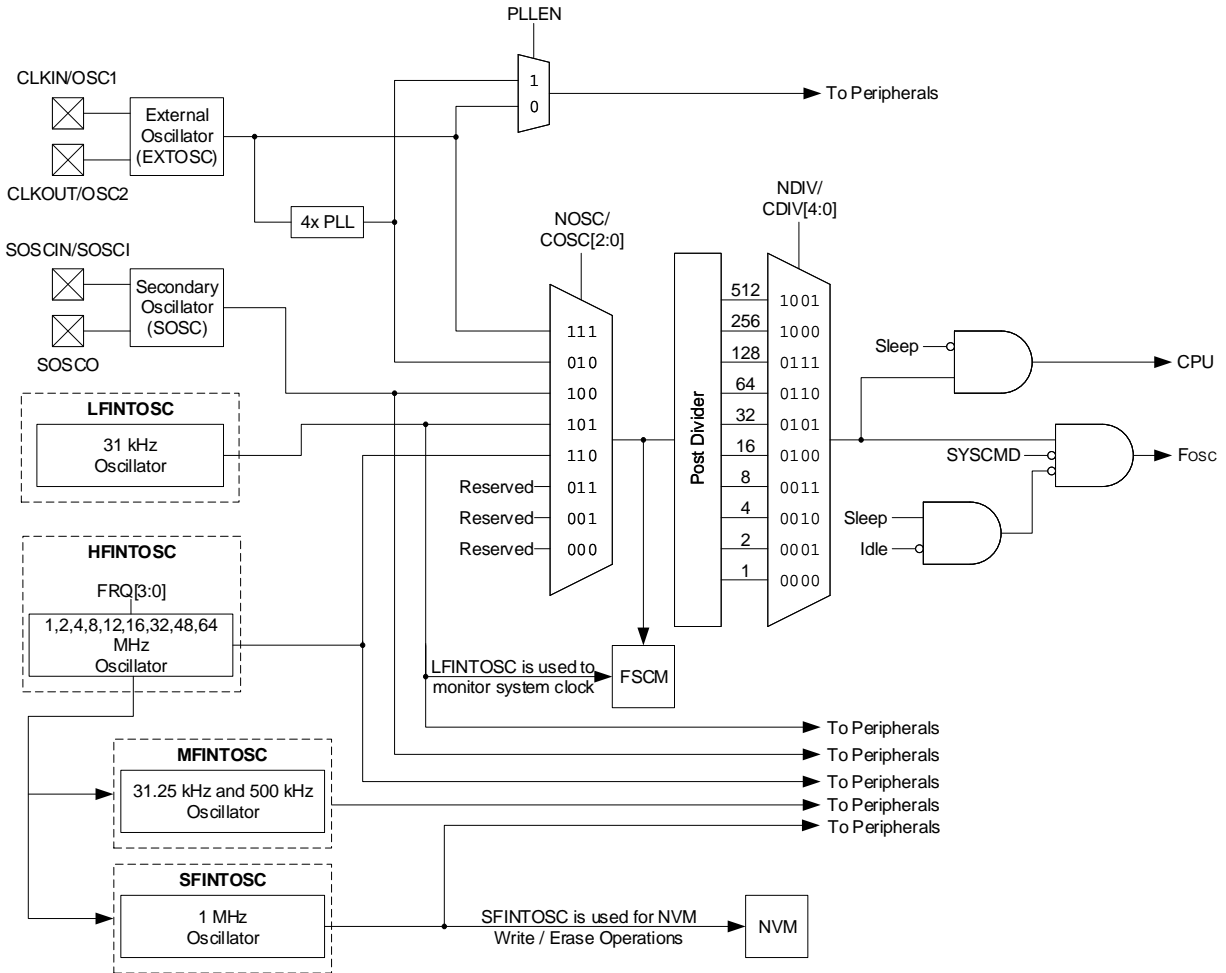 PLLEN
CLKIN/OSC1
1
0
To Peripherals
External
Oscillator
(EXTOSC)
CLKOUT/OSC2
4x PLL
NOSC/
COSC[2:0]
NDIV/
CDIV[4:0]
SOSCIN/SOSCI
Secondary
Oscillator
(SOSC)
SOSCO
111
010
100
101
110
Reserved 011
Reserved 001
Reserved 000
Post Divider
512 1001
256 1000
128 0111
64 0110
32 0101
16 0100
8 0011
4 0010
2 0001
1 0000
Sleep
CPU
SYSCMD
Fosc
Sleep
Idle
LFINTOSC
31 kHz
Oscillator
HFINTOSC
FRQ[3:0]
1,2,4,8,12,16,32,48,64
MHz
Oscillator
LFINTOSC is used to
monitor system clock
FSCM
To Peripherals
To Peripherals
To Peripherals
To Peripherals
To Peripherals
MFINTOSC
31.25 kHz and 500 kHz
Oscillator
SFINTOSC
1 MHz
Oscillator
SFINTOSC is used for NVM
Write / Erase Operations
NVM